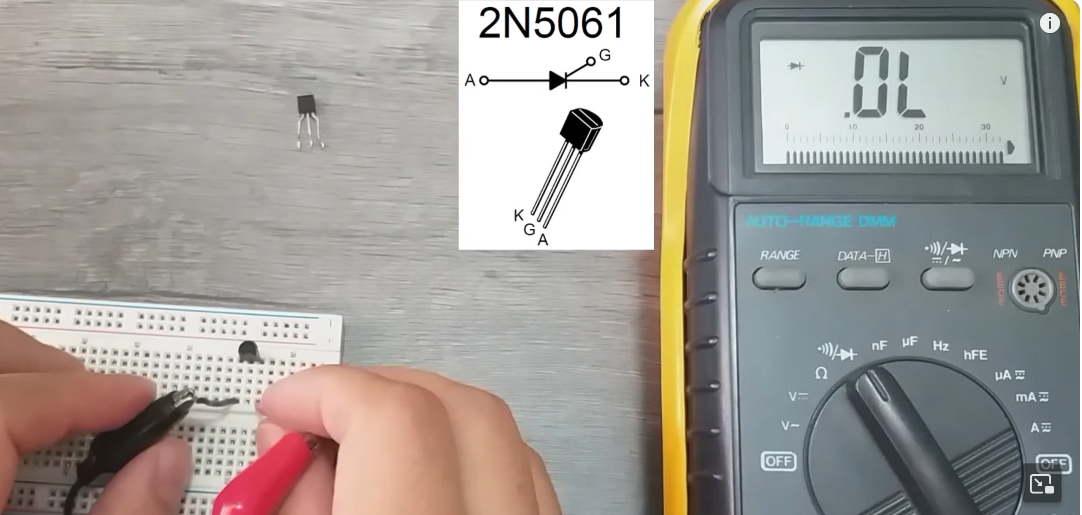 2N5061
A
G
K
K
G
A
i
.0L
V
0 10 20 30
AUTO-RANGE DMM
RANGE
DATA-H
NPN
PNP
nF
µF
Hz
hFE
Ω
µA
V
mA
V~
A
OFF
OFF